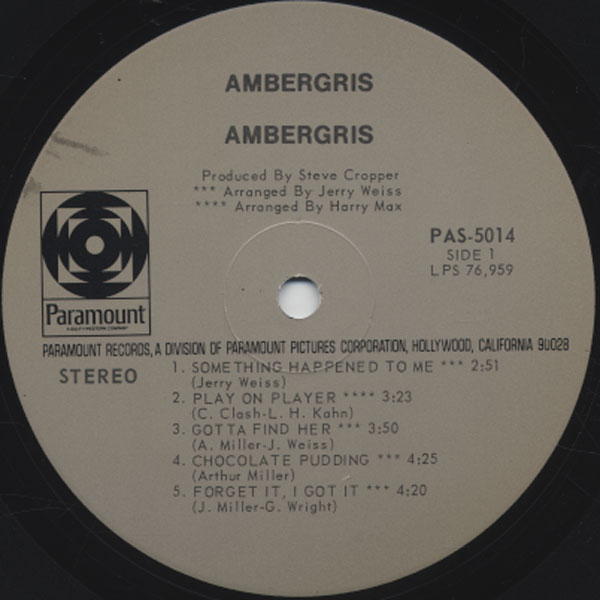 AMBERGRIS
AMBERGRIS
Produced By Steve Cropper
*** Arranged By Jerry Weiss
**** Arranged By Harry Max
PAS-5014
SIDE 1
LPS 76,959
Paramount
A GULF+WESTERN COMPANY
PARAMOUNT RECORDS, A DIVISION OF PARAMOUNT PICTURES CORPORATION, HOLLYWOOD, CALIFORNIA 90028
STEREO
1. SOMETHING HAPPENED TO ME *** 2:51
(Jerry Weiss)
2. PLAY ON PLAYER **** 3:23
(C. Clash-L. H. Kahn)
3. GOTTA FIND HER *** 3:50
(A. Miller-J. Weiss)
4. CHOCOLATE PUDDING *** 4:25
(Arthur Miller)
5. FORGET IT, I GOT IT *** 4:20
(J. Miller-G. Wright)